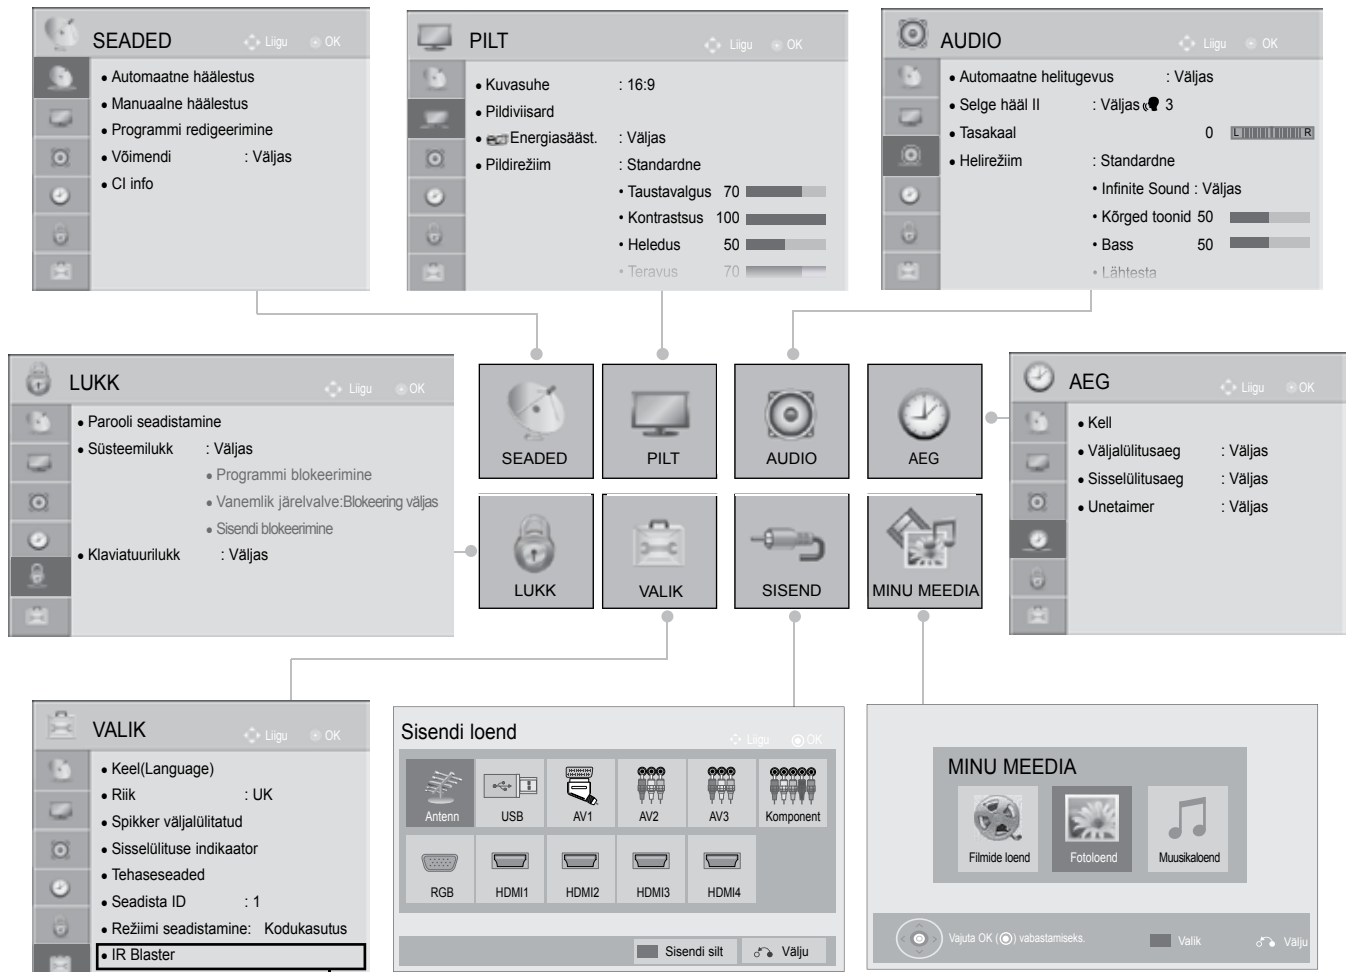 SEADED
Liigu OK
• Automaatne häälestus
• Manuaalne häälestus
• Programmi redigeerimine
• Võimendi : Väljas
• CI info
PILT
Liigu OK
• Kuvasuhe : 16:9
• Pildiviisard
• Energiasääst. : Väljas
• Pildirežiim : Standardne
• Taustavalgus 70
• Kontrastsus 100
• Heledus 50
• Teravus 70
AUDIO
Liigu OK
• Automaatne helitugevus : Väljas
• Selge hääl II : Väljas 3
• Tasakaal 0 L R
• Helirežiim : Standardne
• Infinite Sound : Väljas
• Kõrged toonid 50
• Bass 50
• Lähtesta
LUKK
Liigu OK
• Parooli seadistamine
• Süsteemilukk : Väljas
• Programmi blokeerimine
• Vanemlik järelvalve:Blokeering väljas
• Sisendi blokeerimine
• Klaviatuurilukk : Väljas
SEADED
PILT
AUDIO
AEG
LUKK
VALIK
SISEND
MINU MEEDIA
AEG
Liigu OK
• Kell
• Väljalülitusaeg : Väljas
• Sisselülitusaeg : Väljas
• Unetaimer : Väljas
VALIK
Liigu OK
• Keel(Language)
• Riik : UK
• Spikker väljalülitatud
• Sisselülituse indikaator
• Tehaseseaded
• Seadista ID : 1
• Režiimi seadistamine: Kodukasutus
• IR Blaster
Sisendi loend
Liigu OK
Antenn USB AV1 AV2 AV3 Komponent
RGB HDMI1 HDMI2 HDMI3 HDMI4
Sisendi silt Välju
MINU MEEDIA
Filmide loend Fotoloend Muusikaloend
Vajuta OK (◉) vabastamiseks. Valik Välju